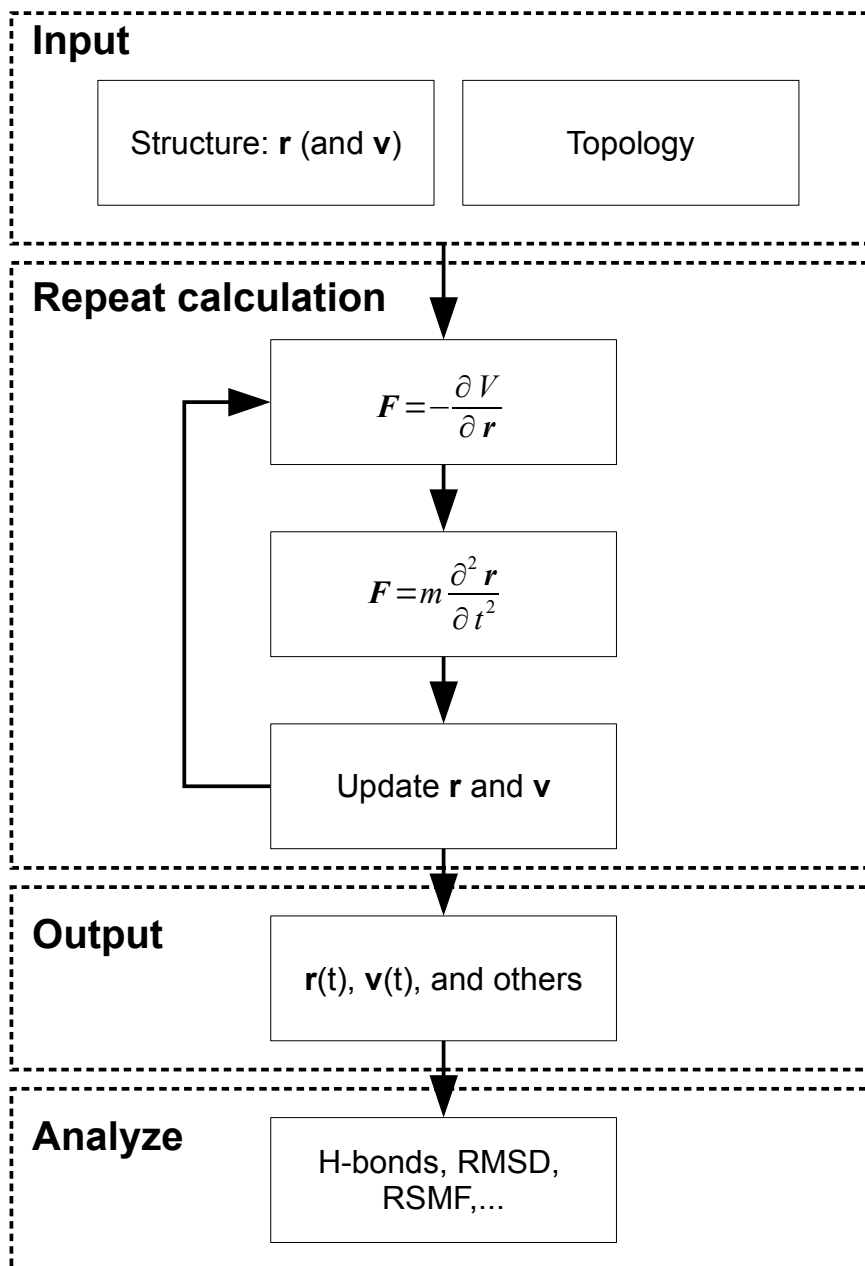 Input
Structure: r (and v)
Topology
Repeat calculation
F=-∂V/∂r
F=m ∂²r/∂t²
Update r and v
Output
r(t), v(t), and others
Analyze
H-bonds, RMSD,
RSMF,...